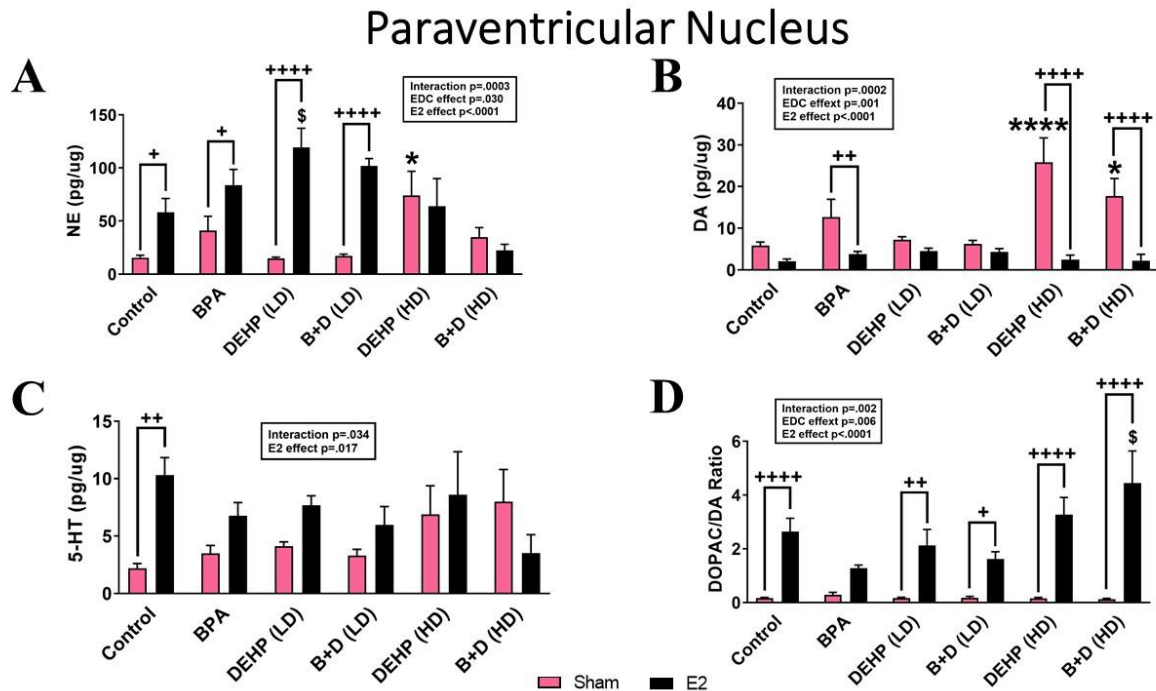 Paraventricular Nucleus
A
++++
Interaction p=.0003
EDC effect p=.030
E2 effect p<.0001
NE (pg/ug)
150
100
50
0
+
+
$
++++
*
Control
BPA
DEHP (LD)
B+D (LD)
DEHP (HD)
B+D (HD)
B
Interaction p=.0002
EDC effext p=.001
E2 effect p<.0001
DA (pg/ug)
40
30
20
10
0
++
****
++++
*
++++
Control
BPA
DEHP (LD)
B+D (LD)
DEHP (HD)
B+D (HD)
C
++
Interaction p=.034
E2 effect p=.017
5-HT (pg/ug)
15
10
5
0
Control
BPA
DEHP (LD)
B+D (LD)
DEHP (HD)
B+D (HD)
D
Interaction p=.002
EDC effext p=.006
E2 effect p<.0001
DOPAC/DA Ratio
6
4
2
0
++++
++
+
++++
++++
$
Control
BPA
DEHP (LD)
B+D (LD)
DEHP (HD)
B+D (HD)
Sham E2